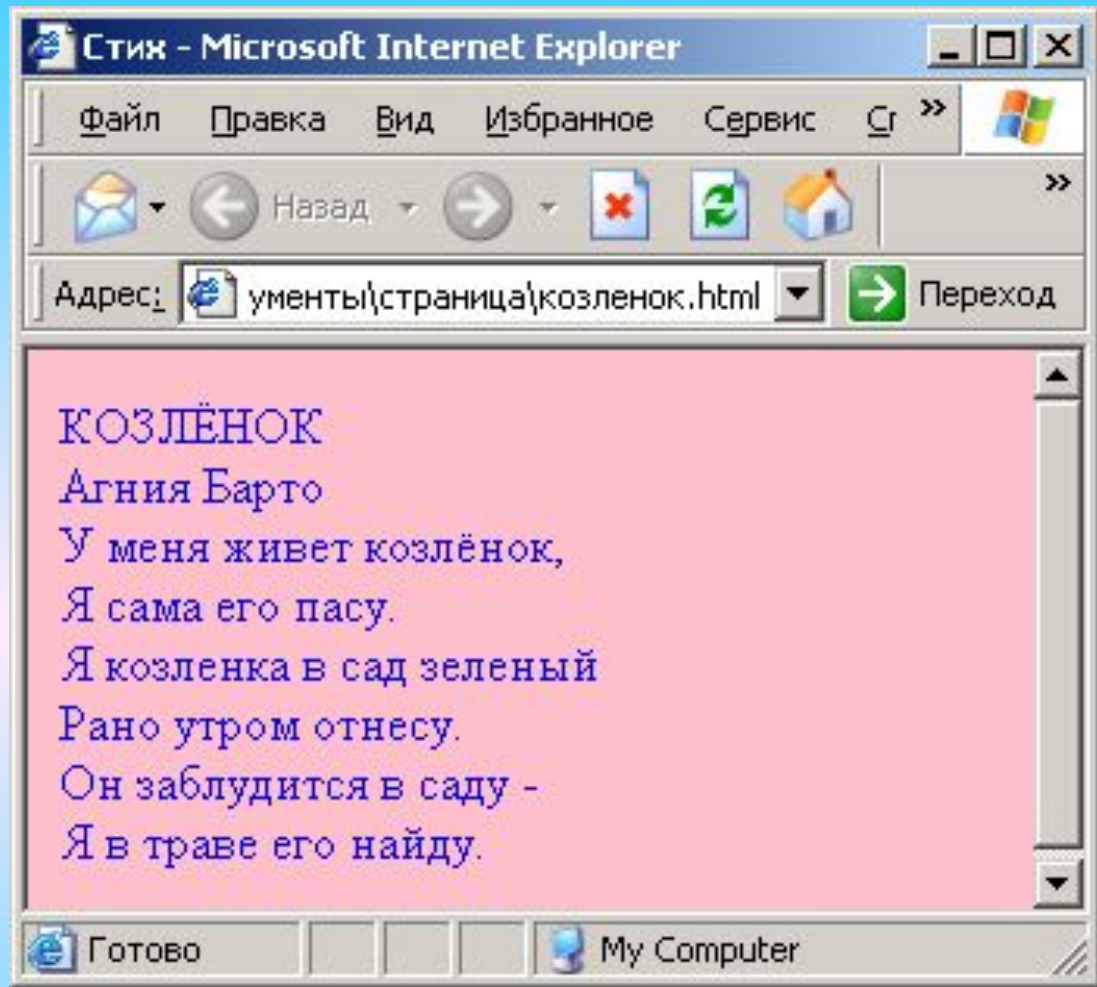 Стих - Microsoft Internet Explorer
Файл Правка Вид Избранное Сервис »
Назад »
Адрес: ументы\страница\козленок.html Переход
КОЗЛЁНОК
Агния Барто
У меня живет козлёнок,
Я сама его пасу.
Я козленка в сад зеленый
Рано утром отнесу.
Он заблудится в саду -
Я в траве его найду.
Готово My Computer